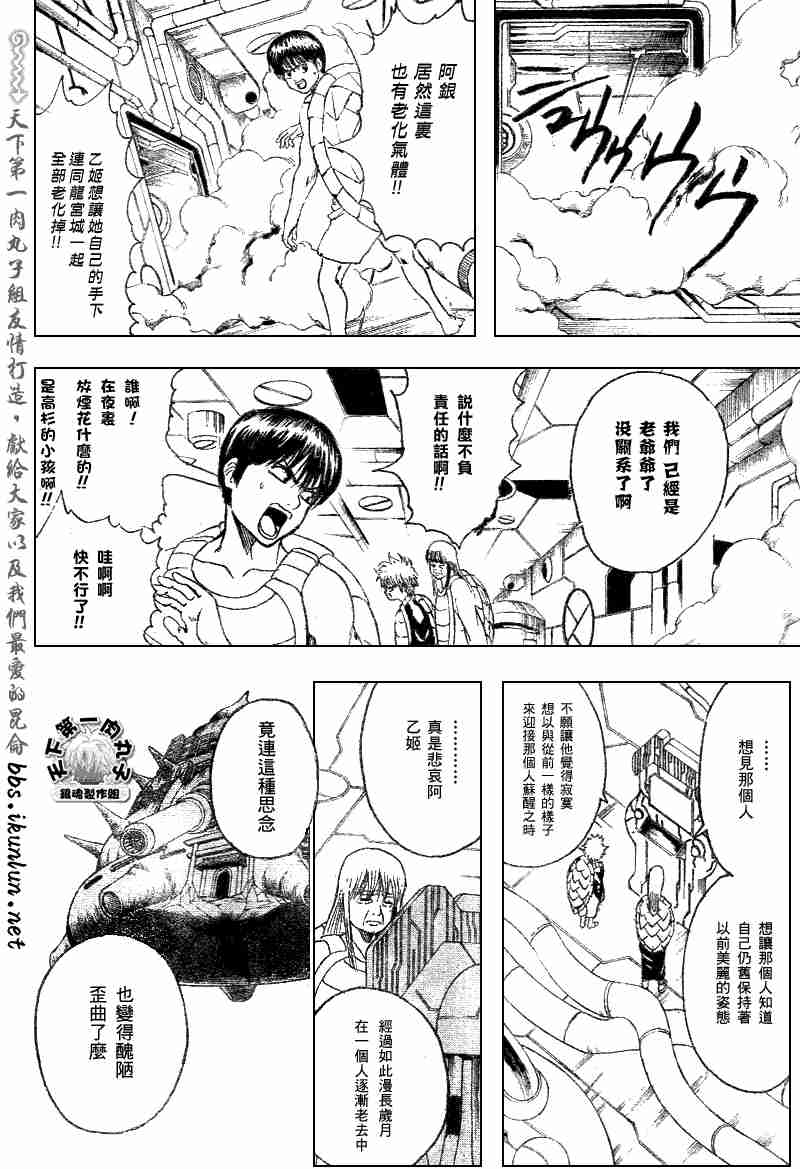 阿銀
居然這裏
也有老化氣體!!
乙姬想讓她自己的手下
連同龍宮城一起
全部老化掉!!
我們 已經是
老爺爺了
沒關系了啊
説什麼不負
責任的話啊!!
誰啊!
在夜裏
放煙花什麼的!!
是高杉的小孩啊!!
哇啊啊
快不行了!!
………
想見那個人
想讓那個人知道
自己仍舊保持著
以前美麗的姿態
不願讓他覺得寂寞
想以與從前一樣的樣子
來迎接那個人蘇醒之時
…………
真是悲哀阿
乙姬
經過如此漫長歲月
在一個人逐漸老去中
竟連這種思念
也變得醜陋
歪曲了麼
天下第一肉丸子
銀魂製作組
天下第一肉丸子組友情打造，獻給大家以及我們最愛的昆侖 bbs.ikunlun.net